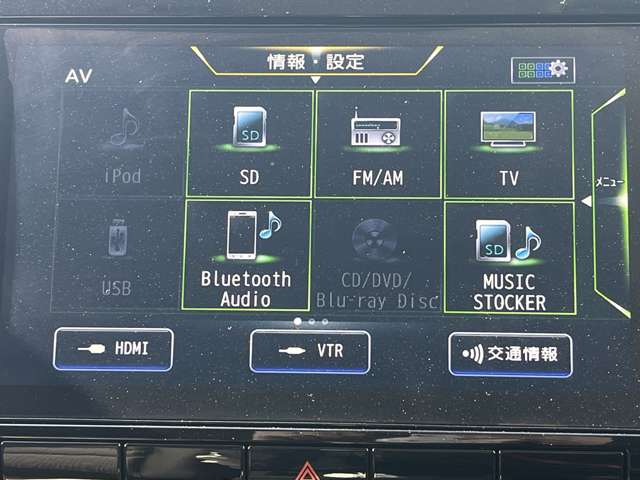 情報・設定
AV
iPod
SD
FM/AM
TV
メニュー
USB
SD
Bluetooth
Audio
CD/DVD/
Blu-ray Disc
SD
MUSIC
STOCKER
HDMI
VTR
交通情報